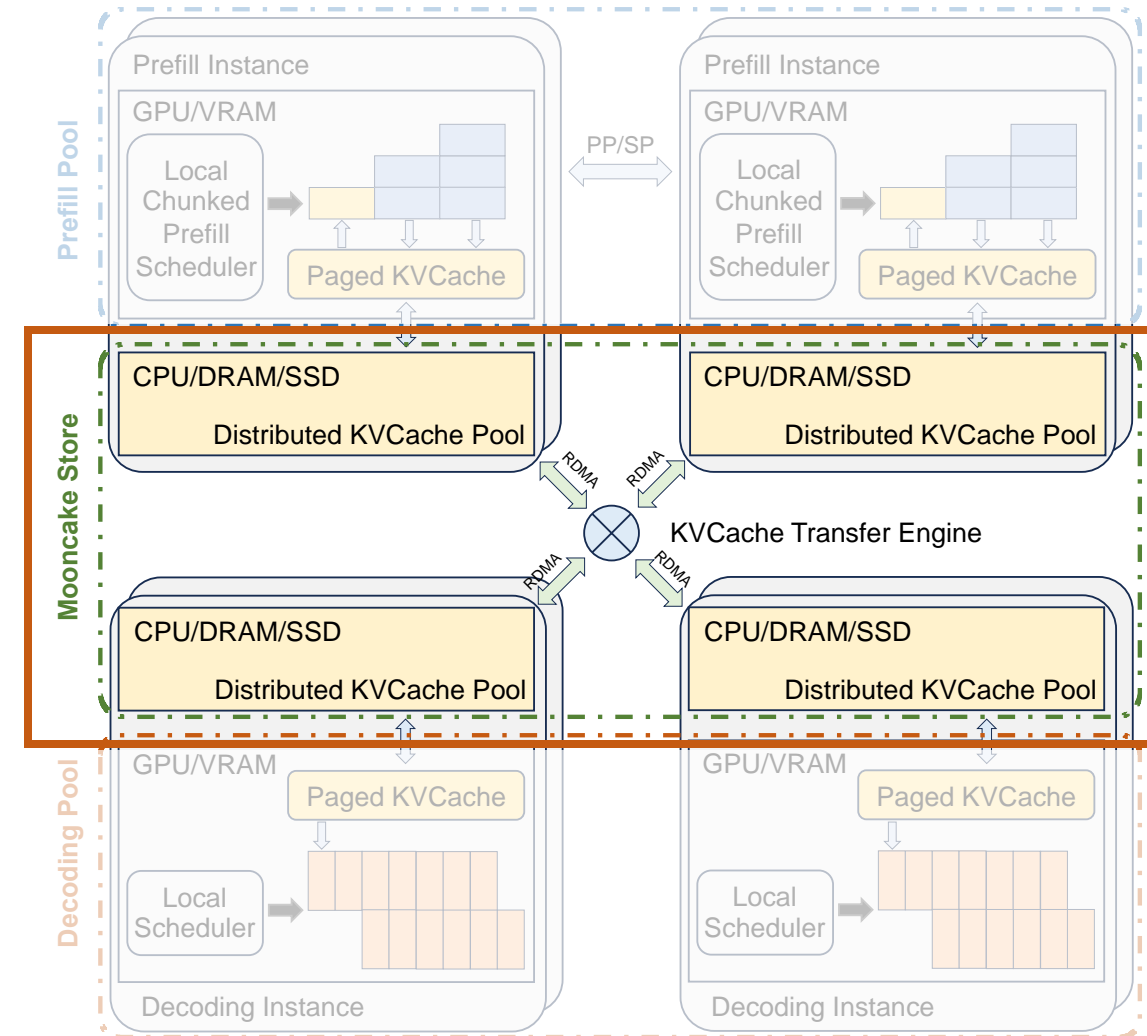 Prefill Pool
Prefill Instance
GPU/VRAM
Local
Chunked
Prefill
Scheduler
Paged KVCache
PP/SP
Prefill Instance
GPU/VRAM
Local
Chunked
Prefill
Scheduler
Paged KVCache
Mooncake Store
CPU/DRAM/SSD
Distributed KVCache Pool
CPU/DRAM/SSD
Distributed KVCache Pool
RDMA
RDMA
KVCache Transfer Engine
RDMA
RDMA
CPU/DRAM/SSD
Distributed KVCache Pool
CPU/DRAM/SSD
Distributed KVCache Pool
Decoding Pool
GPU/VRAM
Paged KVCache
Local
Scheduler
Decoding Instance
GPU/VRAM
Paged KVCache
Local
Scheduler
Decoding Instance